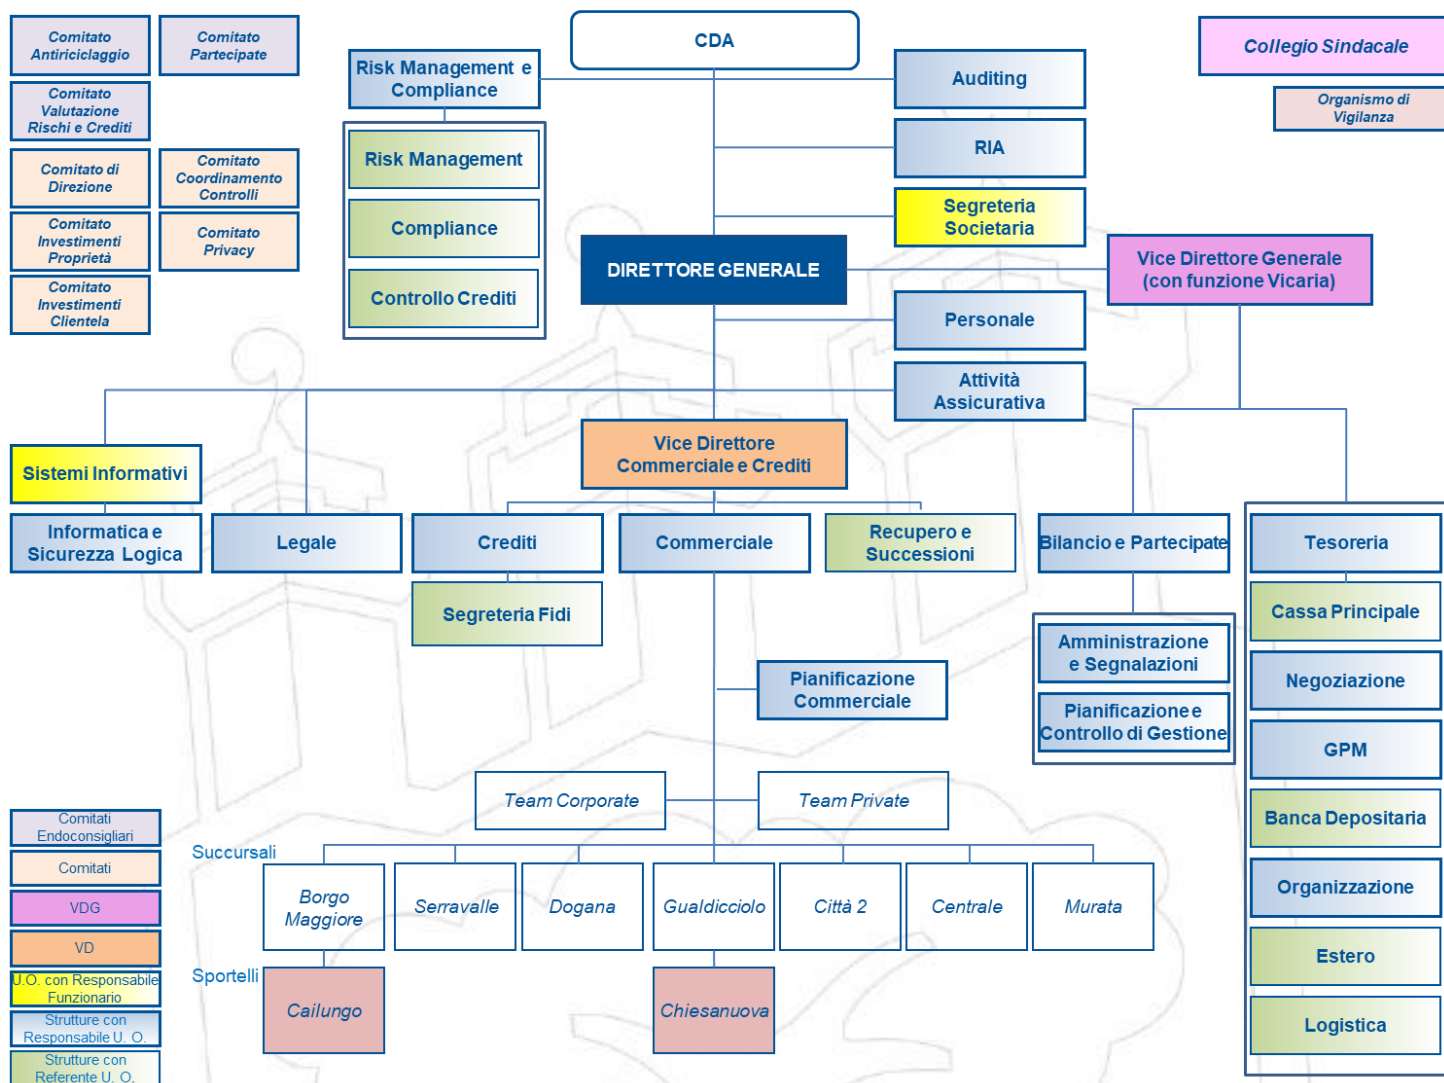 CDA
Comitato
Antiriciclaggio
Comitato
Partecipate
Comitato
Valutazione
Rischi e Crediti
Comitato di
Direzione
Comitato
Coordinamento
Controlli
Comitato
Investimenti
Proprietà
Comitato
Privacy
Comitato
Investimenti
Clientela
Risk Management e
Compliance
Risk Management
Compliance
Controllo Crediti
Auditing
RIA
Segreteria
Societaria
Collegio Sindacale
Organismo di
Vigilanza
DIRETTORE GENERALE
Vice Direttore Generale
(con funzione Vicaria)
Personale
Attività
Assicurativa
Vice Direttore
Commerciale e Crediti
Sistemi Informativi
Informatica e
Sicurezza Logica
Legale
Crediti
Commerciale
Recupero e
Successioni
Bilancio e Partecipate
Tesoreria
Segreteria Fidi
Cassa Principale
Amministrazione
e Segnalazioni
Negoziazione
Pianificazione
Commerciale
Pianificazione e
Controllo di Gestione
GPM
Team Corporate
Team Private
Banca Depositaria
Organizzazione
Estero
Logistica
Succursali
Borgo
Maggiore
Serravalle
Dogana
Gualdicciolo
Città 2
Centrale
Murata
Sportelli
Cailungo
Chiesanuova
Comitati
Endoconsigliari
Comitati
VDG
VD
U.O. con Responsabile
Funzionario
Strutture con
Responsabile U. O.
Strutture con
Referente U. O.